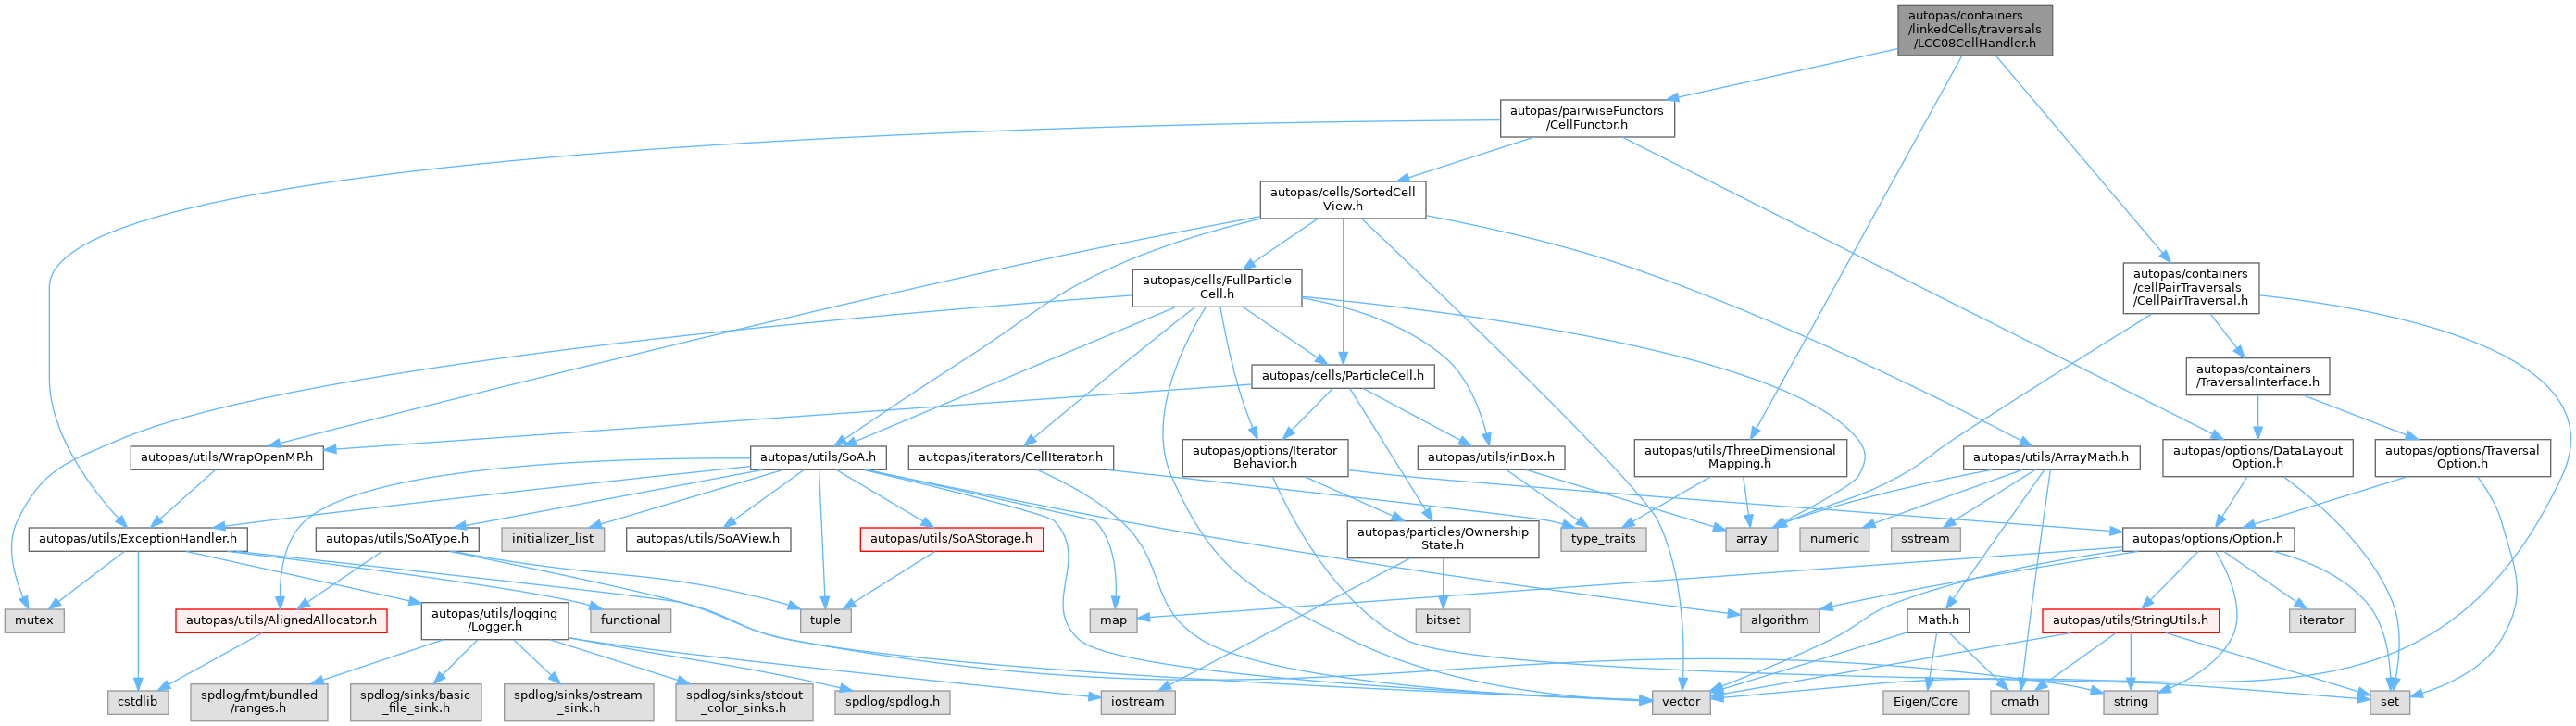 autopas/containers
/linkedCells/traversals
/LCC08CellHandler.h
autopas/pairwiseFunctors
/CellFunctor.h
autopas/cells/SortedCell
View.h
autopas/cells/FullParticle
Cell.h
autopas/containers
/cellPairTraversals
/CellPairTraversal.h
autopas/cells/ParticleCell.h
autopas/containers
/TraversalInterface.h
autopas/utils/WrapOpenMP.h
autopas/utils/SoA.h
autopas/iterators/CellIterator.h
autopas/options/Iterator
Behavior.h
autopas/utils/inBox.h
autopas/utils/ThreeDimensional
Mapping.h
autopas/utils/ArrayMath.h
autopas/options/DataLayout
Option.h
autopas/options/Traversal
Option.h
autopas/utils/ExceptionHandler.h
autopas/utils/SoAType.h
initializer_list
autopas/utils/SoAView.h
autopas/utils/SoAStorage.h
autopas/particles/Ownership
State.h
type_traits
array
numeric
sstream
autopas/options/Option.h
mutex
autopas/utils/AlignedAllocator.h
autopas/utils/logging
/Logger.h
functional
tuple
map
bitset
algorithm
Math.h
autopas/utils/StringUtils.h
iterator
cstdlib
spdlog/fmt/bundled
/ranges.h
spdlog/sinks/basic
_file_sink.h
spdlog/sinks/ostream
_sink.h
spdlog/sinks/stdout
_color_sinks.h
spdlog/spdlog.h
iostream
vector
Eigen/Core
cmath
string
set